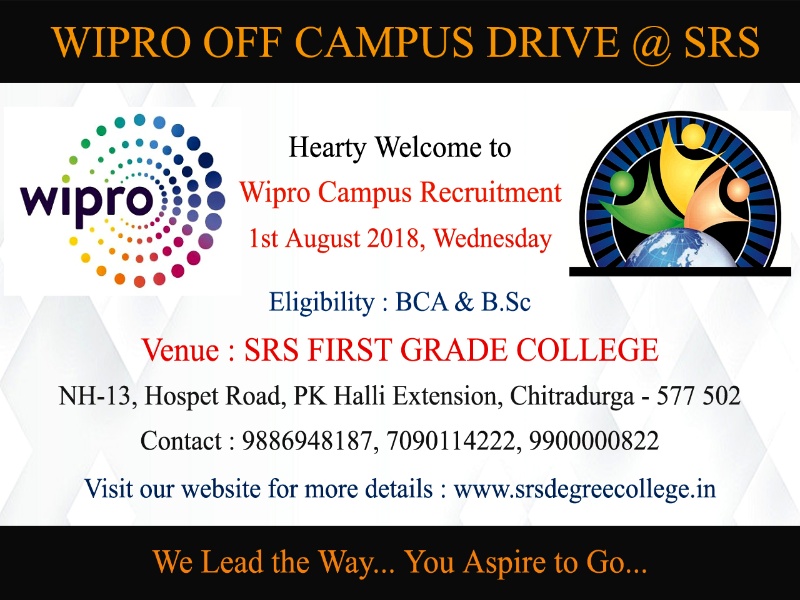 WIPRO OFF CAMPUS DRIVE @ SRS
wipro
Hearty Welcome to
Wipro Campus Recruitment
1st August 2018, Wednesday
Eligibility : BCA & B.Sc
Venue : SRS FIRST GRADE COLLEGE
NH-13, Hospet Road, PK Halli Extension, Chitradurga - 577 502
Contact : 9886948187, 7090114222, 9900000822
Visit our website for more details : www.srsdegreecollege.in
We Lead the Way... You Aspire to Go...